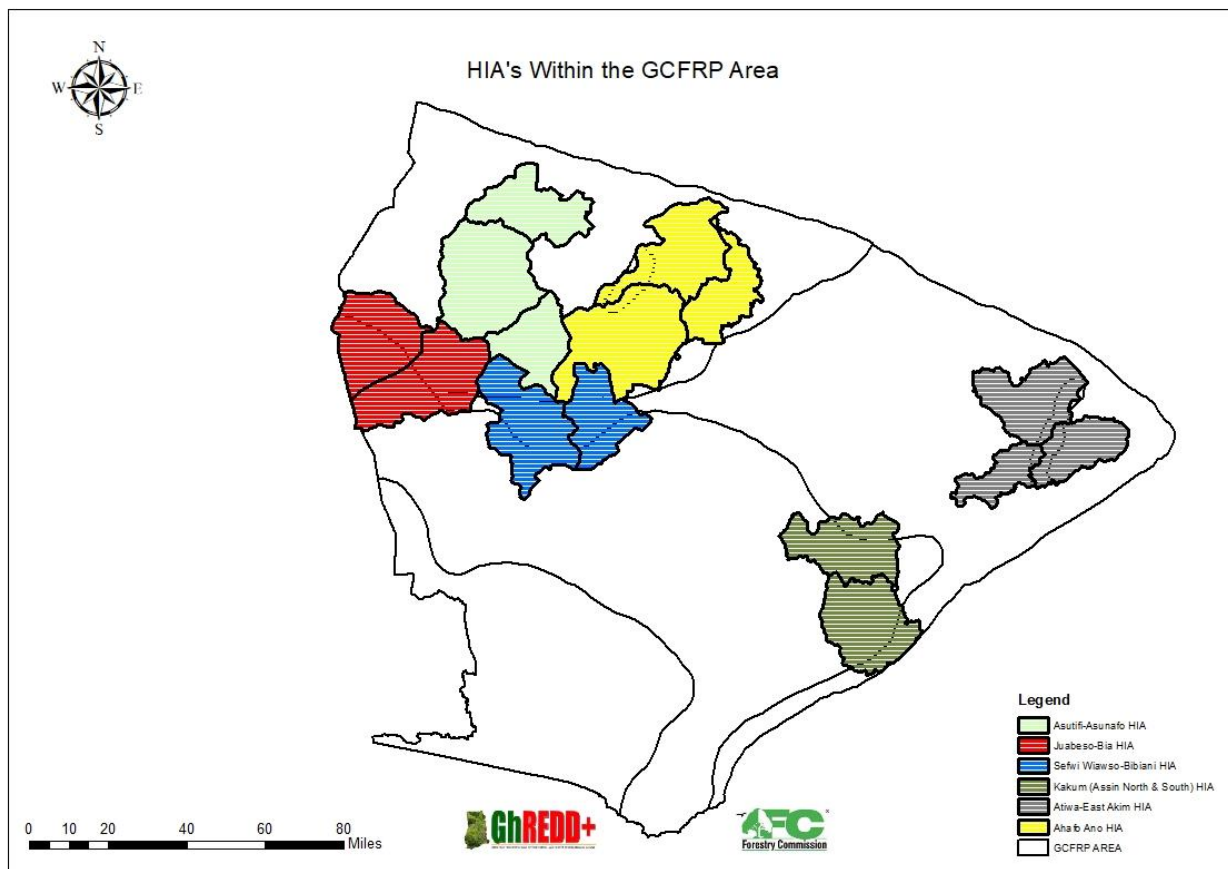 N
W E
S
HIA's Within the GCFRP Area
Legend
Asutifi-Asunafo HIA
Juabeso-Bia HIA
Sefwi Wiawso-Bibiani HIA
Kakum (Assin North & South) HIA
Atiwa-East Akim HIA
Ahafo Ano HIA
GCFRP AREA
0 5 10 20 40 60 80
Miles
GhREDD+
FC
Forestry Commission